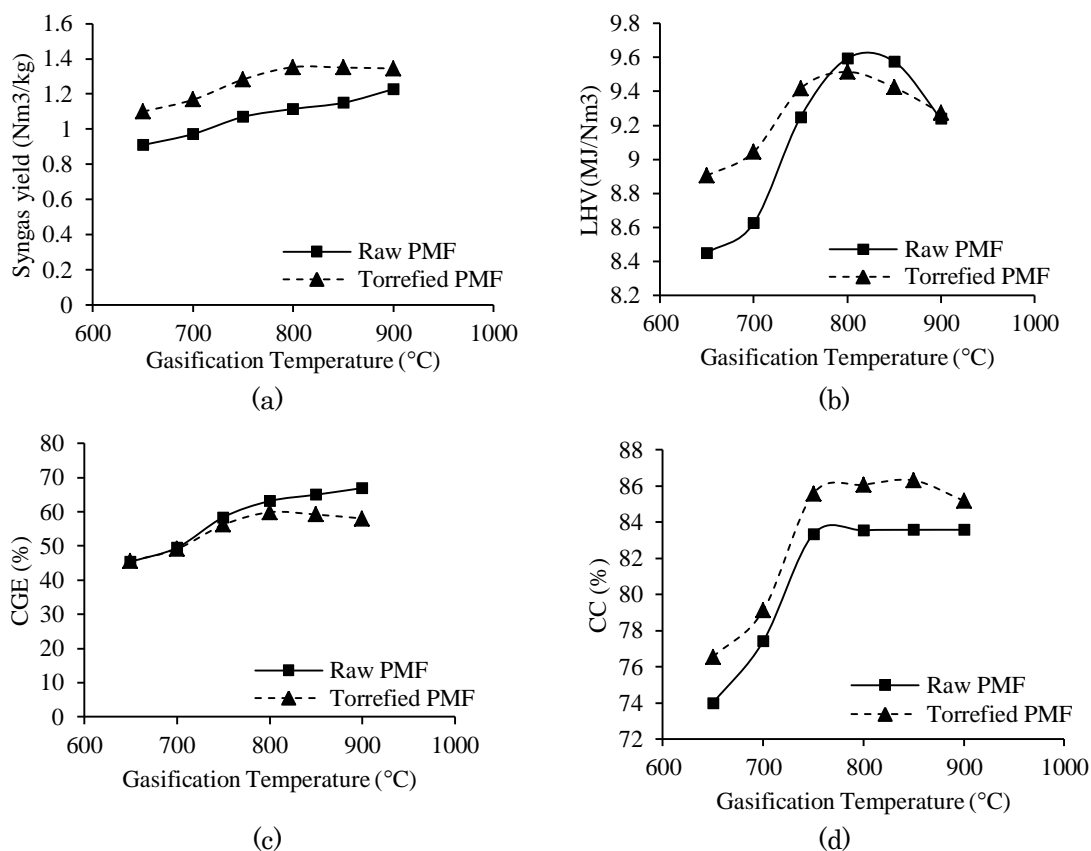 1.6
1.4
1.2
1
0.8
0.6
0.4
0.2
0
Syngas yield (Nm3/kg)
Raw PMF
Torrefied PMF
600 700 800 900 1000
Gasification Temperature (°C)
(a)
9.8
9.6
9.4
9.2
9
8.8
8.6
8.4
8.2
LHV(MJ/Nm3)
Raw PMF
Torrefied PMF
600 700 800 900 1000
Gasification Temperature (°C)
(b)
80
70
60
50
40
30
20
10
0
CGE (%)
Raw PMF
Torrefied PMF
600 700 800 900 1000
Gasification Temperature (°C)
(c)
88
86
84
82
80
78
76
74
72
CC (%)
Raw PMF
Torrefied PMF
600 700 800 900 1000
Gasification Temperature (°C)
(d)